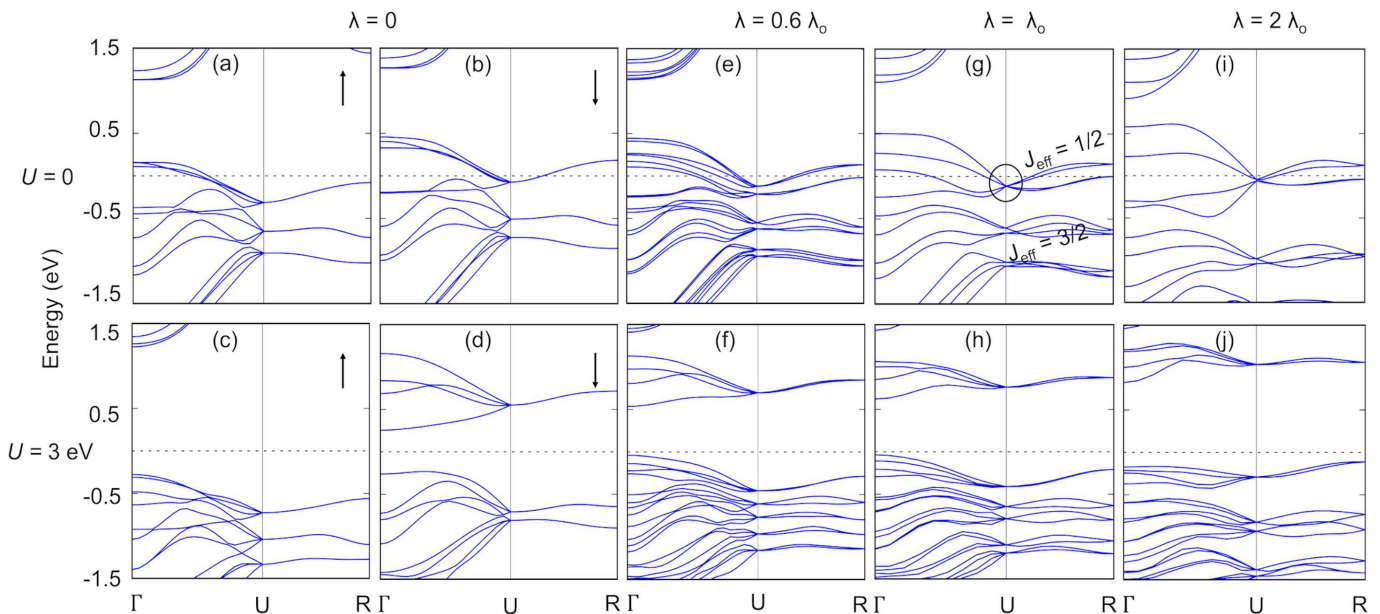 λ = 0 λ = 0.6 λo λ = λo λ = 2 λo
1.5 (a) (b) (e) (g) (i)
0.5
Jeff = 1/2
U = 0
-0.5
Jeff = 3/2
-1.5
Energy (eV)
1.5 (c) (d) (f) (h) (j)
0.5
U = 3 eV
-0.5
-1.5
Γ U R Γ U R Γ U R Γ U R Γ U R